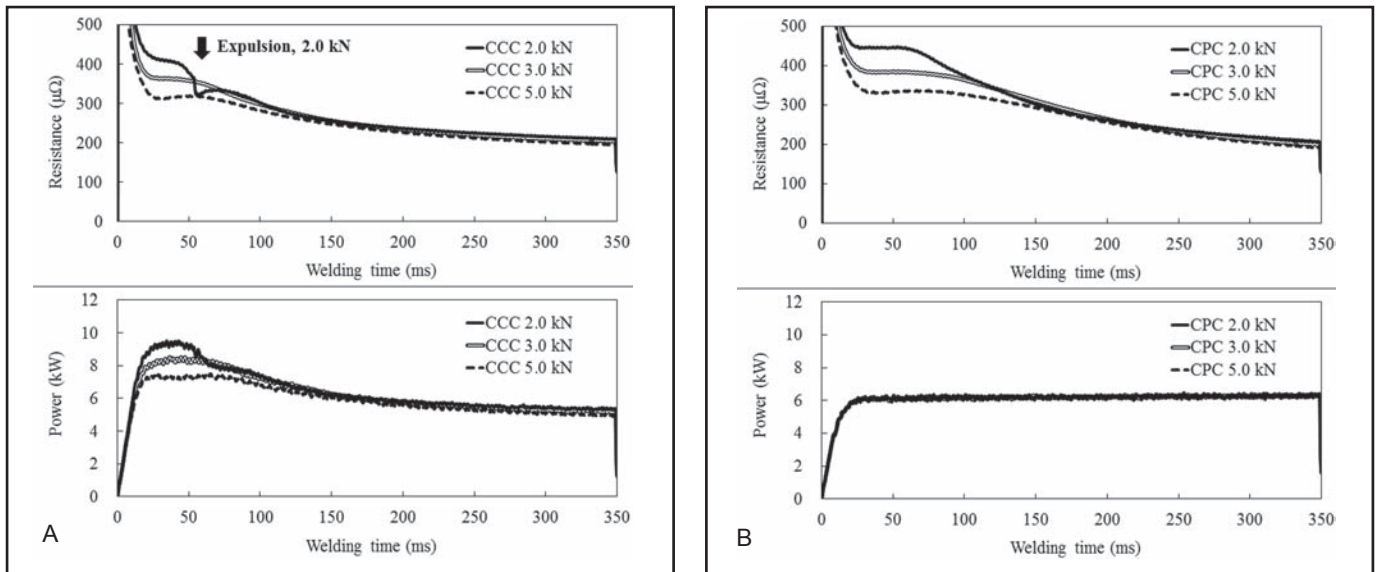 500
400
300
200
100
0
Resistance (μΩ)
Expulsion, 2.0 kN
CCC 2.0 kN
CCC 3.0 kN
CCC 5.0 kN
0 50 100 150 200 250 300 350
Welding time (ms)
12
10
8
6
4
2
0
Power (kW)
CCC 2.0 kN
CCC 3.0 kN
CCC 5.0 kN
0 50 100 150 200 250 300 350
Welding time (ms)
A
500
400
300
200
100
0
Resistance (μΩ)
CPC 2.0 kN
CPC 3.0 kN
CPC 5.0 kN
0 50 100 150 200 250 300 350
Welding time (ms)
12
10
8
6
4
2
0
Power (kW)
CPC 2.0 kN
CPC 3.0 kN
CPC 5.0 kN
0 50 100 150 200 250 300 350
Welding time (ms)
B